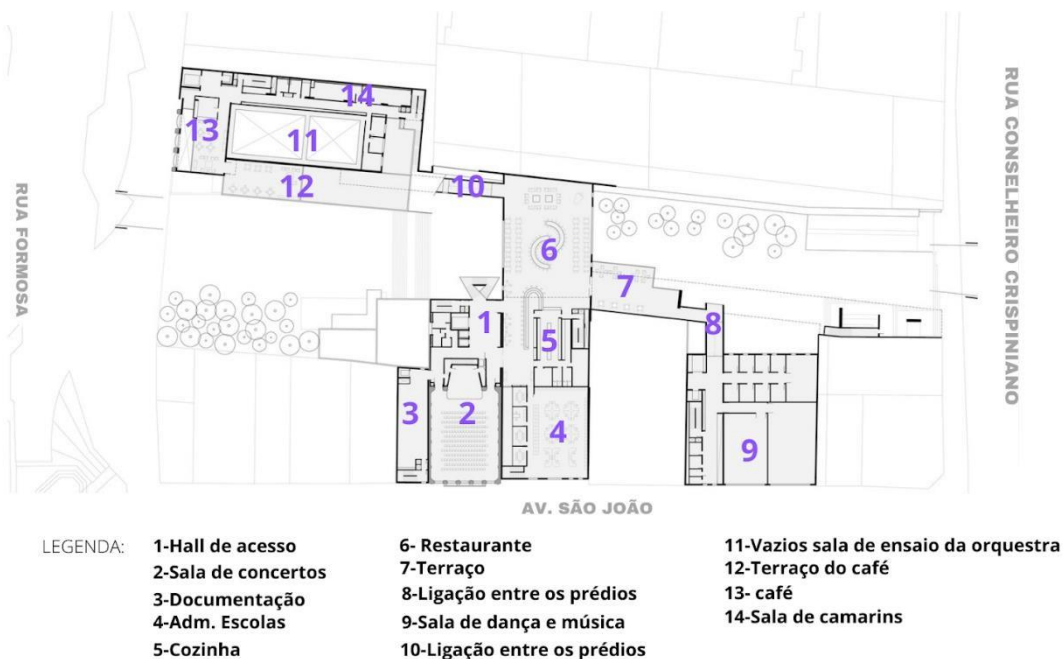 14
13
11
12
10
6
7
1
5
8
3
2
4
9
RUA FORMOSA
RUA CONSELHEIRO CRISPINIANO
AV. SÃO JOÃO
LEGENDA:
1-Hall de acesso
2-Sala de concertos
3-Documentação
4-Adm. Escolas
5-Cozinha
6- Restaurante
7-Terraço
8-Ligação entre os prédios
9-Sala de dança e música
10-Ligação entre os prédios
11-Vazios sala de ensaio da orquestra
12-Terraço do café
13- café
14-Sala de camarins